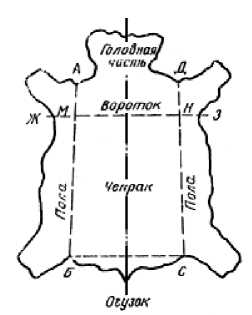 Головная
часть
А Д
Ж М Вороток Н З
Пола Чепрак Пола
Б С
Огузок